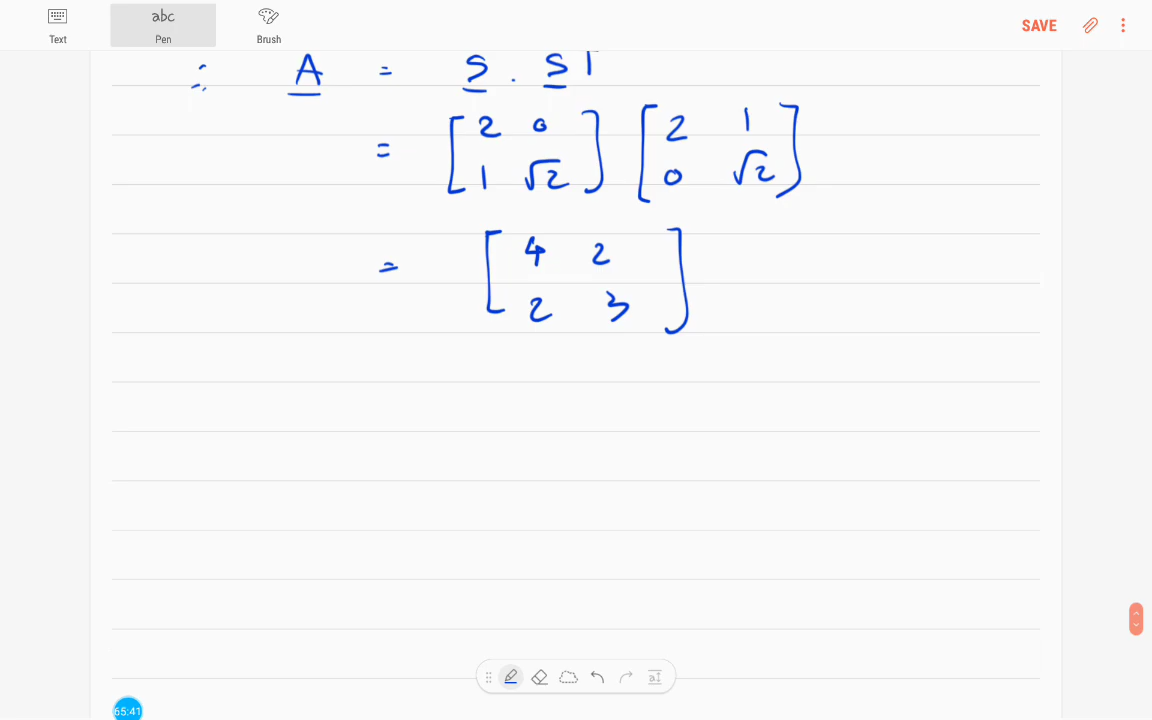 Text abc Pen Brush SAVE
∴ A = S . Sᵀ
= [ 2 0 ] [ 2 1 ]
[ 1 √2 ] [ 0 √2 ]
= [ 4 2 ]
[ 2 3 ]
65:41